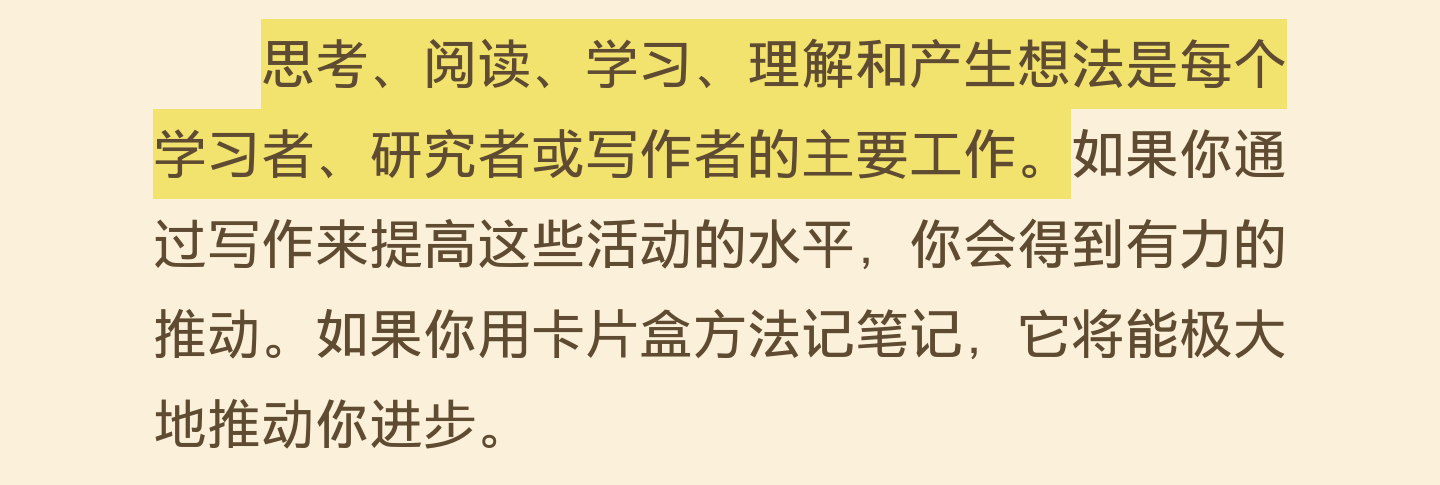 思考、阅读、学习、理解和产生想法是每个
学习者、研究者或写作者的主要工作。如果你通
过写作来提高这些活动的水平，你会得到有力的
推动。如果你用卡片盒方法记笔记，它将能极大
地推动你进步。